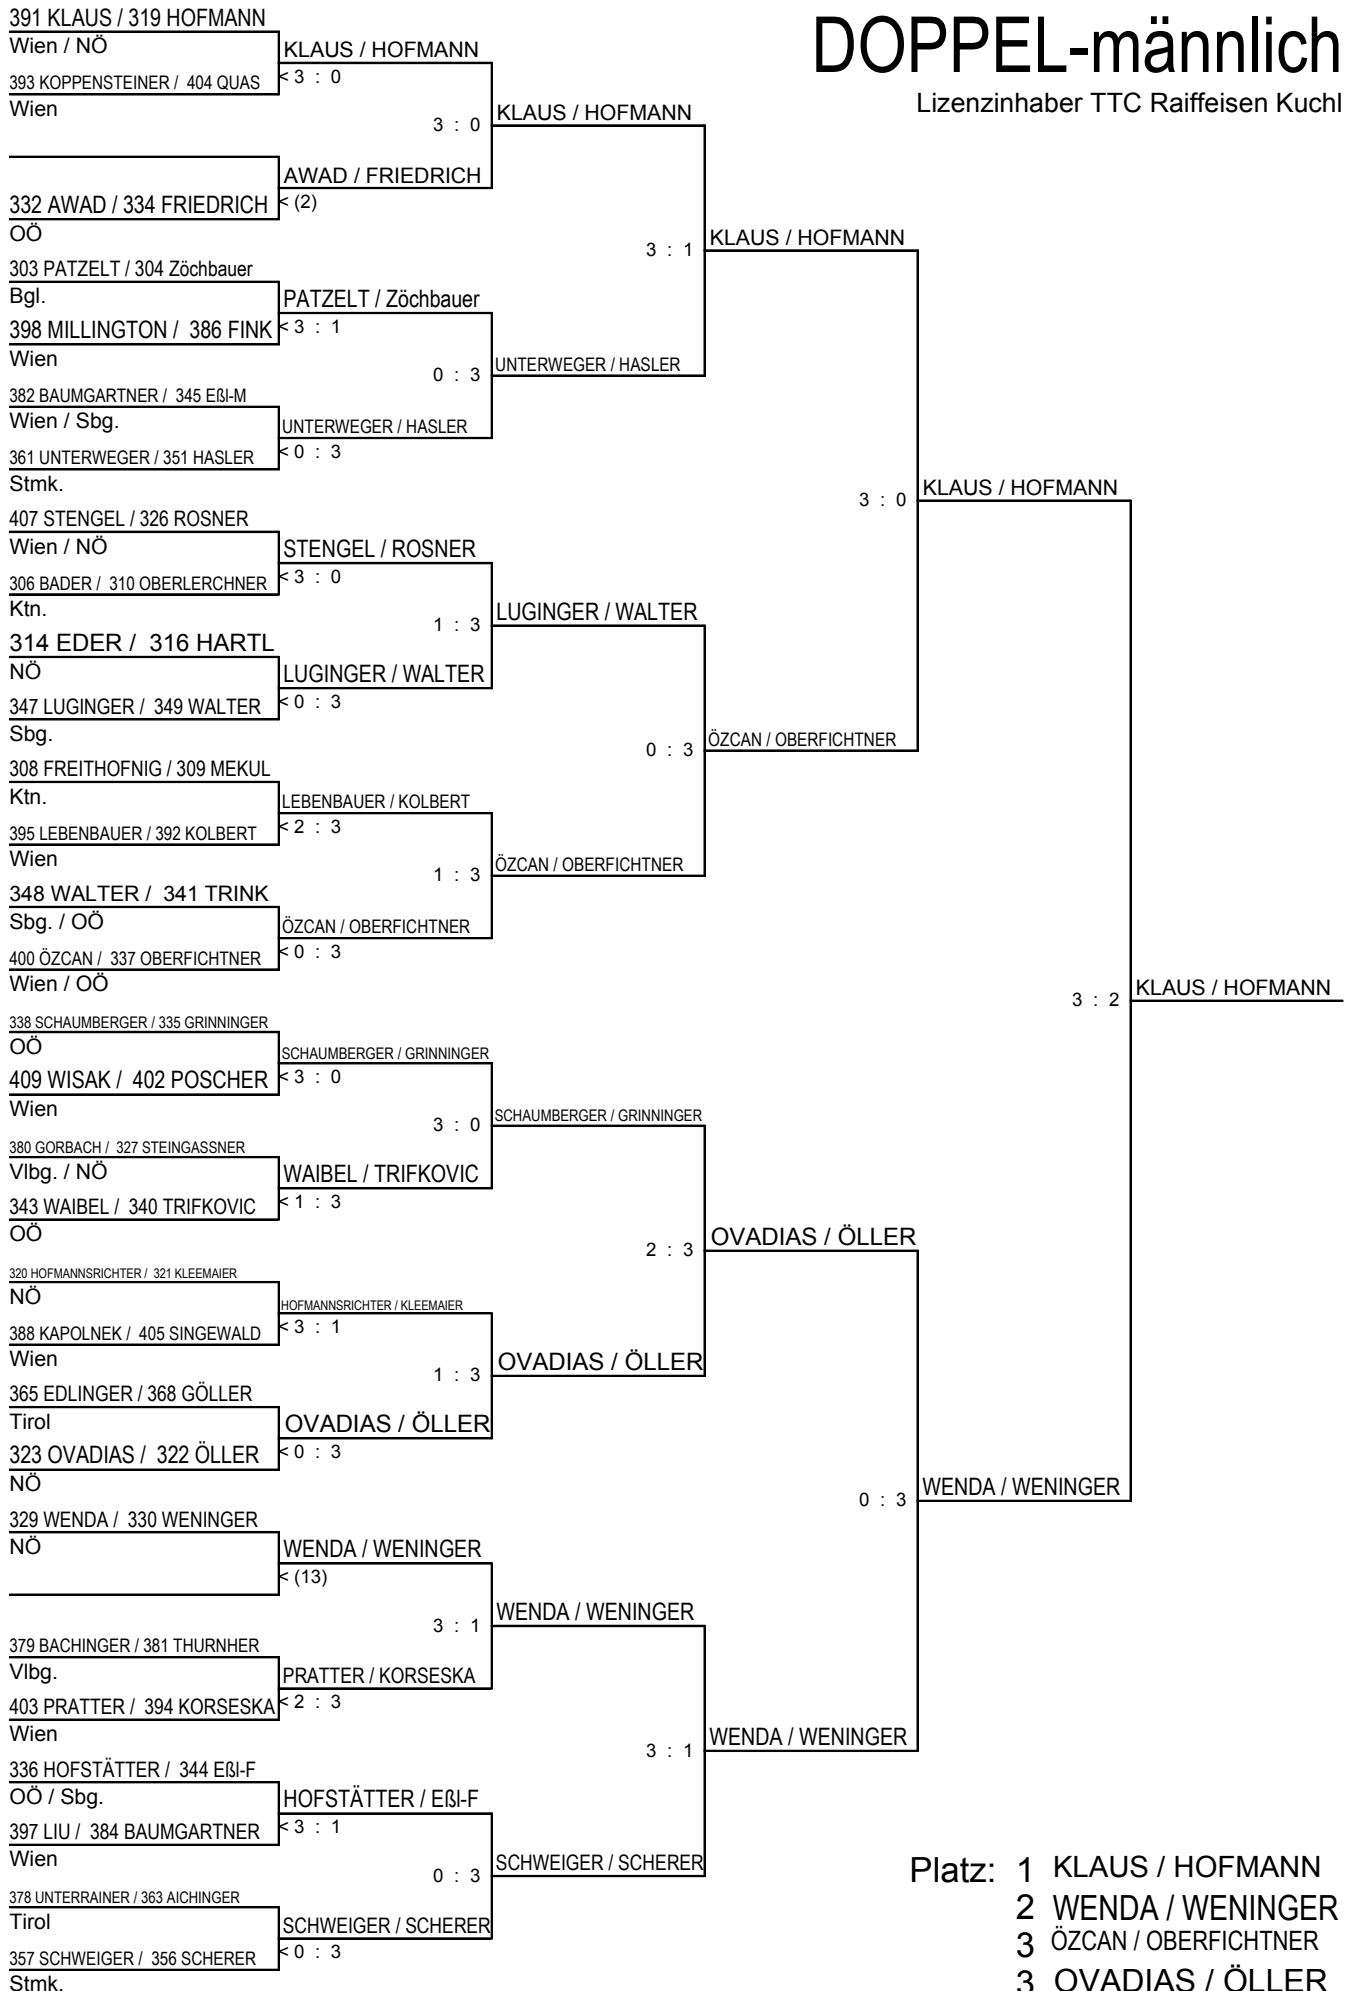 DOPPEL-männlich
Lizenzinhaber TTC Raiffeisen Kuchl
391 KLAUS / 319 HOFMANN
Wien / NÖ
KLAUS / HOFMANN
393 KOPPENSTEINER / 404 QUAS
< 3 : 0
Wien
3 : 0
KLAUS / HOFMANN
AWAD / FRIEDRICH
332 AWAD / 334 FRIEDRICH
< (2)
OÖ
3 : 1
KLAUS / HOFMANN
303 PATZELT / 304 Zöchbauer
Bgl.
PATZELT / Zöchbauer
398 MILLINGTON / 386 FINK
< 3 : 1
Wien
0 : 3
UNTERWEGER / HASLER
382 BAUMGARTNER / 345 Eßl-M
Wien / Sbg.
UNTERWEGER / HASLER
361 UNTERWEGER / 351 HASLER
< 0 : 3
Stmk.
3 : 0
KLAUS / HOFMANN
407 STENGEL / 326 ROSNER
Wien / NÖ
STENGEL / ROSNER
306 BADER / 310 OBERLERCHNER
< 3 : 0
Ktn.
1 : 3
LUGINGER / WALTER
314 EDER / 316 HARTL
NÖ
LUGINGER / WALTER
347 LUGINGER / 349 WALTER
< 0 : 3
Sbg.
0 : 3
ÖZCAN / OBERFICHTNER
308 FREITHOFNIG / 309 MEKUL
Ktn.
LEBENBAUER / KOLBERT
395 LEBENBAUER / 392 KOLBERT
< 2 : 3
Wien
1 : 3
ÖZCAN / OBERFICHTNER
348 WALTER / 341 TRINK
Sbg. / OÖ
ÖZCAN / OBERFICHTNER
400 ÖZCAN / 337 OBERFICHTNER
< 0 : 3
Wien / OÖ
3 : 2
KLAUS / HOFMANN
338 SCHAUMBERGER / 335 GRINNINGER
OÖ
SCHAUMBERGER / GRINNINGER
409 WISAK / 402 POSCHER
< 3 : 0
Wien
3 : 0
SCHAUMBERGER / GRINNINGER
380 GORBACH / 327 STEINGASSNER
Vlbg. / NÖ
WAIBEL / TRIFKOVIC
343 WAIBEL / 340 TRIFKOVIC
< 1 : 3
OÖ
2 : 3
OVADIAS / ÖLLER
320 HOFMANNSRICHTER / 321 KLEEMAIER
NÖ
HOFMANNSRICHTER / KLEEMAIER
388 KAPOLNEK / 405 SINGEWALD
< 3 : 1
Wien
1 : 3
OVADIAS / ÖLLER
365 EDLINGER / 368 GÖLLER
Tirol
OVADIAS / ÖLLER
323 OVADIAS / 322 ÖLLER
< 0 : 3
NÖ
0 : 3
WENDA / WENINGER
329 WENDA / 330 WENINGER
NÖ
WENDA / WENINGER
< (13)
3 : 1
WENDA / WENINGER
379 BACHINGER / 381 THURNHER
Vlbg.
PRATTER / KORSESKA
403 PRATTER / 394 KORSESKA
< 2 : 3
Wien
3 : 1
WENDA / WENINGER
336 HOFSTÄTTER / 344 Eßl-F
OÖ / Sbg.
HOFSTÄTTER / Eßl-F
397 LIU / 384 BAUMGARTNER
< 3 : 1
Wien
0 : 3
SCHWEIGER / SCHERER
378 UNTERRAINER / 363 AICHINGER
Tirol
SCHWEIGER / SCHERER
357 SCHWEIGER / 356 SCHERER
< 0 : 3
Stmk.
Platz: 1 KLAUS / HOFMANN
2 WENDA / WENINGER
3 ÖZCAN / OBERFICHTNER
3 OVADIAS / ÖLLER